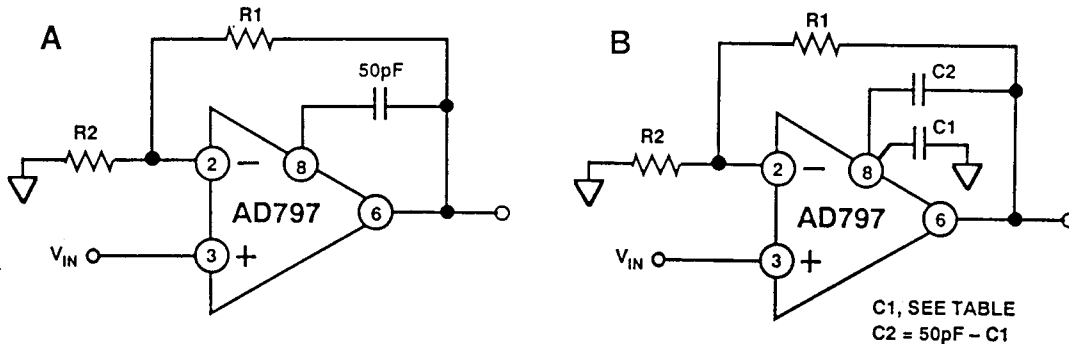 A
R1
50pF
R2
2
−
8
AD797
6
3
+
VIN
B
R1
C2
C1
R2
2
−
8
AD797
6
3
+
VIN
C1, SEE TABLE
C2 = 50pF – C1